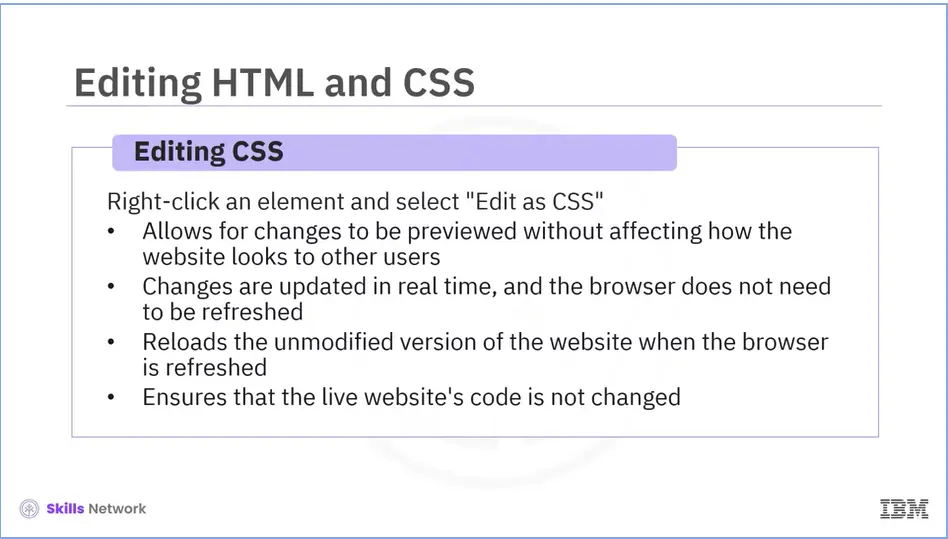 Editing HTML and CSS
Editing CSS
Right-click an element and select "Edit as CSS"
• Allows for changes to be previewed without affecting how the
website looks to other users
• Changes are updated in real time, and the browser does not need
to be refreshed
• Reloads the unmodified version of the website when the browser
is refreshed
• Ensures that the live website's code is not changed
Skills Network
IBM